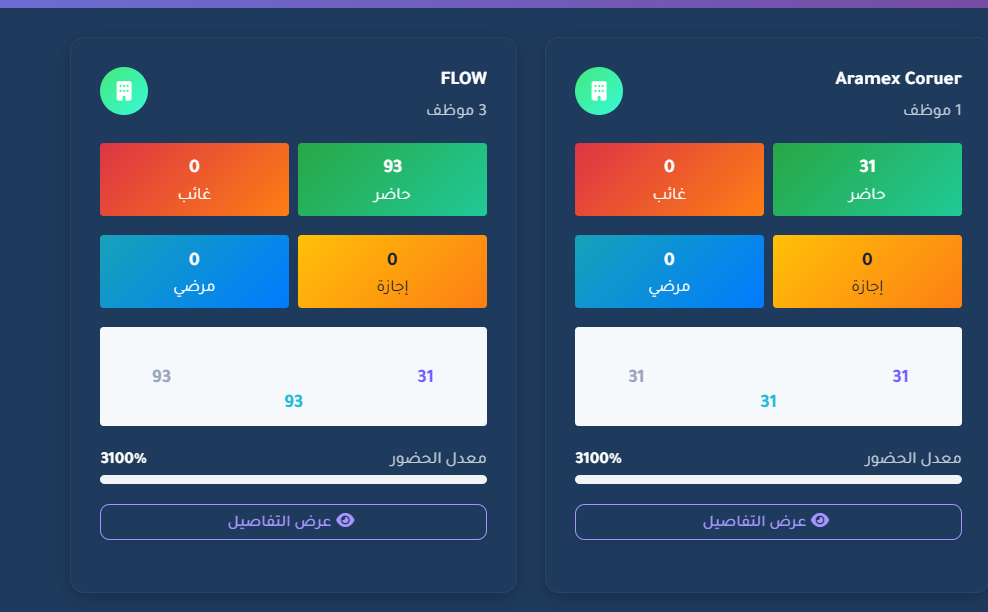 Aramex Coruer
1 موظف
31
حاضر
0
غائب
0
إجازة
0
مرضي
31
31
31
معدل الحضور 3100%
عرض التفاصيل
FLOW
3 موظف
93
حاضر
0
غائب
0
إجازة
0
مرضي
31
93
93
معدل الحضور 3100%
عرض التفاصيل